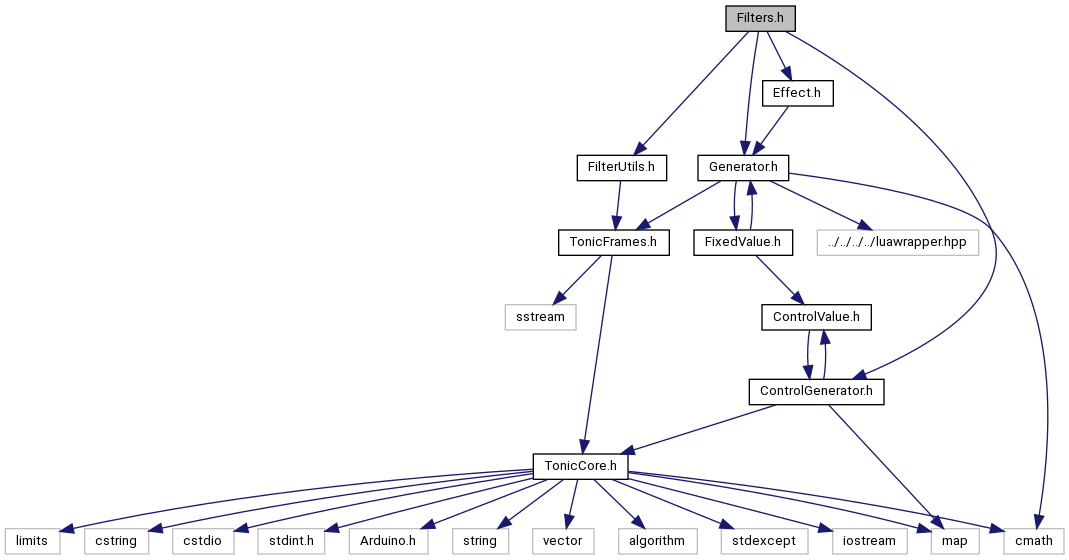 Filters.h
Effect.h
FilterUtils.h
Generator.h
TonicFrames.h
FixedValue.h
../../../../luawrapper.hpp
sstream
ControlValue.h
ControlGenerator.h
TonicCore.h
limits
cstring
cstdio
stdint.h
Arduino.h
string
vector
algorithm
stdexcept
iostream
map
cmath